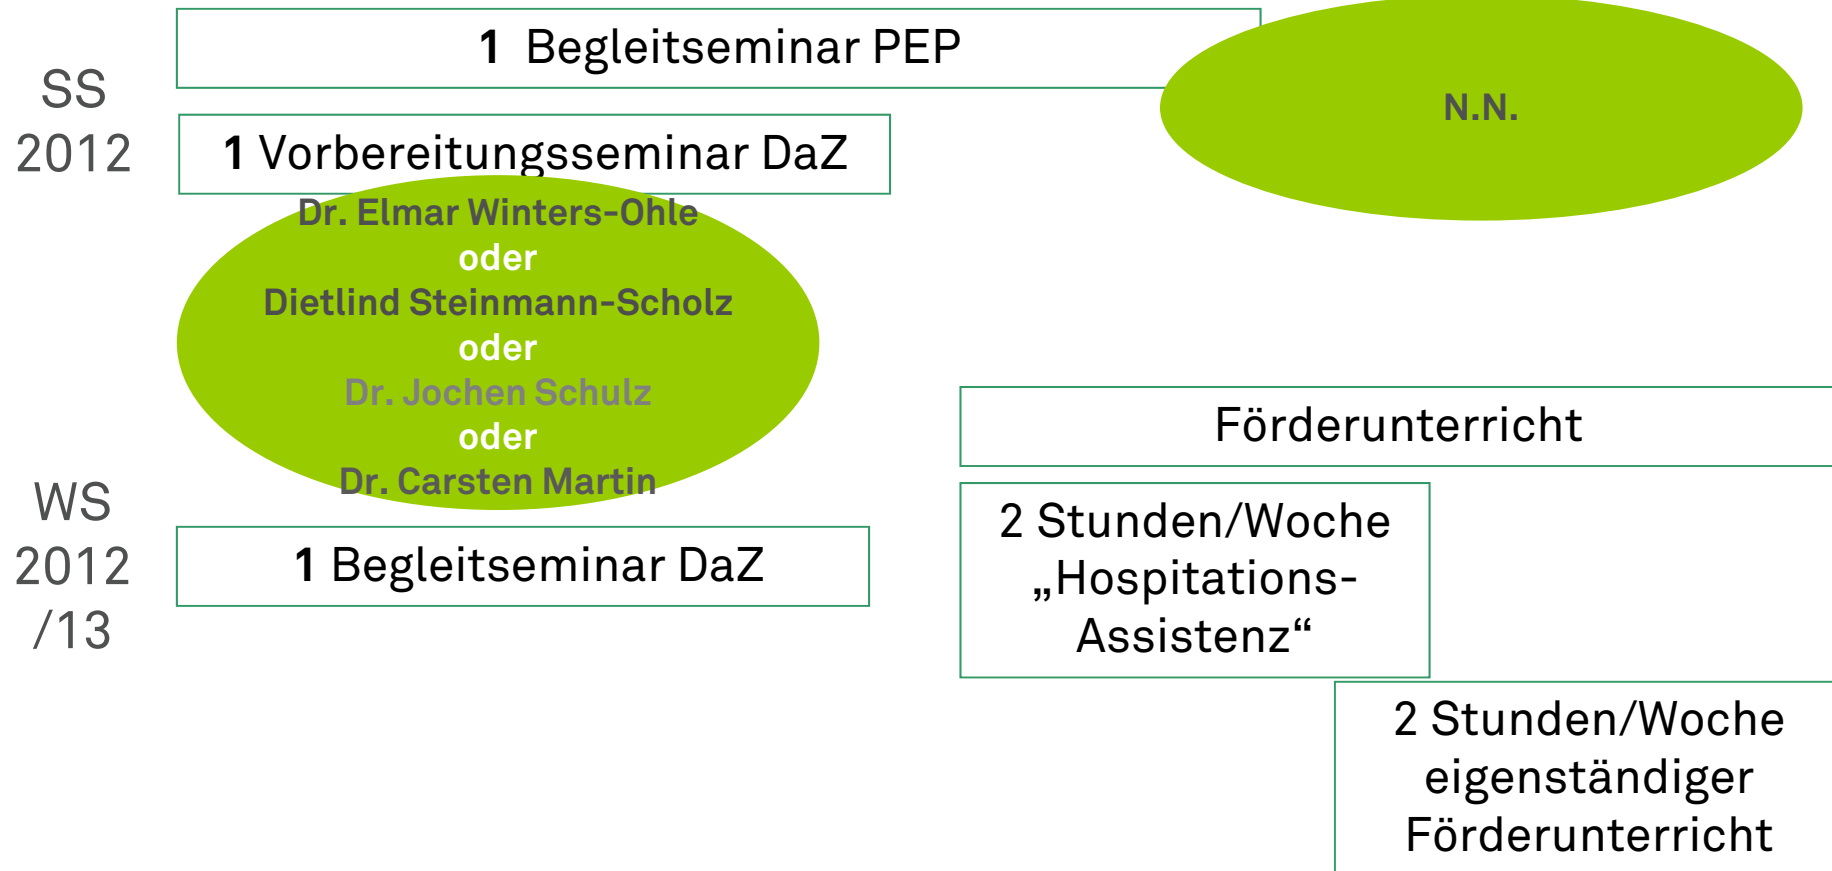 SS
2012
1 Begleitseminar PEP
N.N.
1 Vorbereitungsseminar DaZ
Dr. Elmar Winters-Ohle
oder
Dietlind Steinmann-Scholz
oder
Dr. Jochen Schulz
oder
Dr. Carsten Martin
WS
2012
/13
1 Begleitseminar DaZ
Förderunterricht
2 Stunden/Woche
„Hospitations-
Assistenz“
2 Stunden/Woche
eigenständiger
Förderunterricht